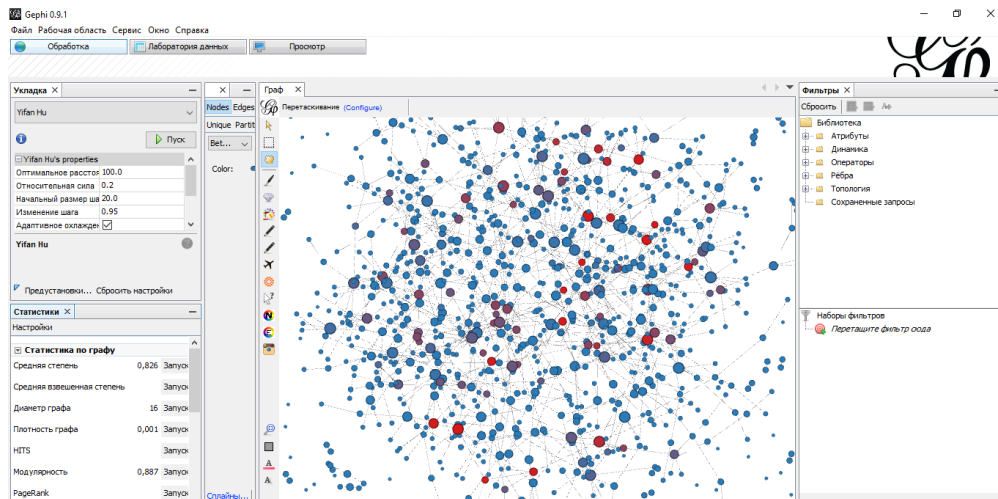 Gephi 0.9.1
Файл Рабочая область Сервис Окно Справка
Обработка
Лаборатория данных
Просмотр
Укладка
Yifan Hu
Пуск
Yifan Hu's properties
Оптимальное расстоя 100.0
Относительная сила 0.2
Начальный размер ша 20.0
Изменение шага 0.95
Адаптивное охлажден
Yifan Hu
Предустановки... Сбросить настройки
Статистики
Настройки
Статистика по графу
Средняя степень 0,826 Запуск
Средняя взвешенная степень Запуск
Диаметр графа 16 Запуск
Плотность графа 0,001 Запуск
HITS Запуск
Модулярность 0,887 Запуск
PageRank Запуск
Nodes Edges
Unique Partit
Bet...
Color:
Сплайны...
Граф
Перетаскивание (Configure)
Фильтры
Сбросить
Библиотека
Атрибуты
Динамика
Операторы
Рёбра
Топология
Сохраненные запросы
Наборы фильтров
Перетащите фильтр сюда